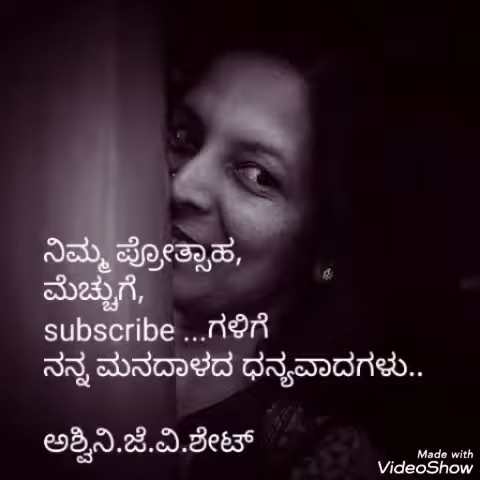 ನಿಮ್ಮ ಪ್ರೋತ್ಸಾಹ,
ಮೆಚ್ಚುಗೆ,
subscribe ...ಗಳಿಗೆ
ನನ್ನ ಮನದಾಳದ ಧನ್ಯವಾದಗಳು..
ಅಶ್ವಿನಿ.ಜೆ.ವಿ.ಶೇಟ್
Made with
VideoShow